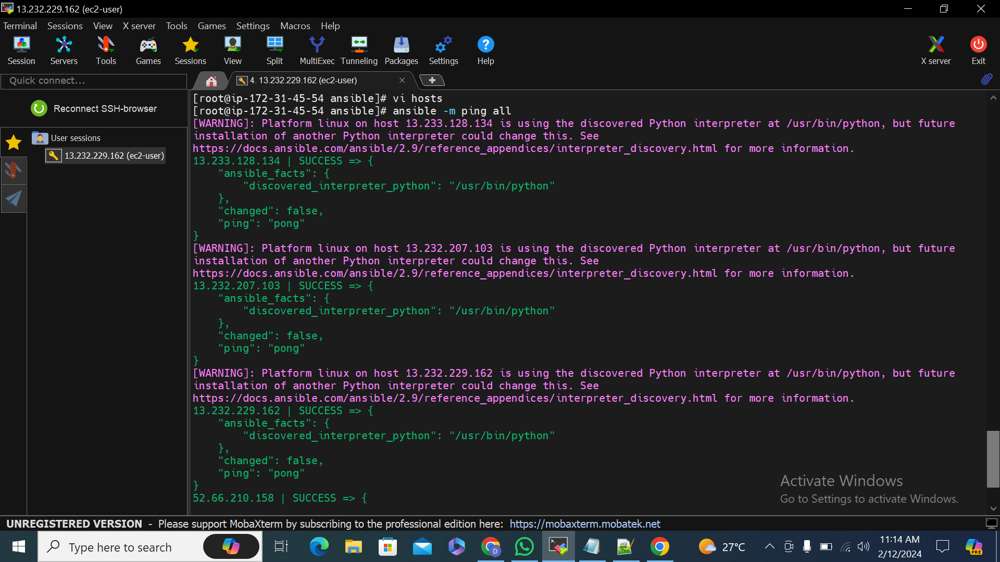 13.232.229.162 (ec2-user)
Terminal Sessions View X server Tools Games Settings Macros Help
Session Servers Tools Games Sessions View Split MultiExec Tunneling Packages Settings Help X server Exit
Quick connect...
4. 13.232.229.162 (ec2-user)
Reconnect SSH-browser
User sessions
13.232.229.162 (ec2-user)
[root@ip-172-31-45-54 ansible]# vi hosts
[root@ip-172-31-45-54 ansible]# ansible -m ping all
[WARNING]: Platform linux on host 13.233.128.134 is using the discovered Python interpreter at /usr/bin/python, but future
installation of another Python interpreter could change this. See
https://docs.ansible.com/ansible/2.9/reference_appendices/interpreter_discovery.html for more information.
13.233.128.134 | SUCCESS => {
    "ansible_facts": {
        "discovered_interpreter_python": "/usr/bin/python"
    },
    "changed": false,
    "ping": "pong"
}
[WARNING]: Platform linux on host 13.232.207.103 is using the discovered Python interpreter at /usr/bin/python, but future
installation of another Python interpreter could change this. See
https://docs.ansible.com/ansible/2.9/reference_appendices/interpreter_discovery.html for more information.
13.232.207.103 | SUCCESS => {
    "ansible_facts": {
        "discovered_interpreter_python": "/usr/bin/python"
    },
    "changed": false,
    "ping": "pong"
}
[WARNING]: Platform linux on host 13.232.229.162 is using the discovered Python interpreter at /usr/bin/python, but future
installation of another Python interpreter could change this. See
https://docs.ansible.com/ansible/2.9/reference_appendices/interpreter_discovery.html for more information.
13.232.229.162 | SUCCESS => {
    "ansible_facts": {
        "discovered_interpreter_python": "/usr/bin/python"
    },
    "changed": false,
    "ping": "pong"
}
52.66.210.158 | SUCCESS => {
Activate Windows
Go to Settings to activate Windows.
UNREGISTERED VERSION - Please support MobaXterm by subscribing to the professional edition here: https://mobaxterm.mobatek.net
Type here to search
D
27°C
11:14 AM
2/12/2024
PRE